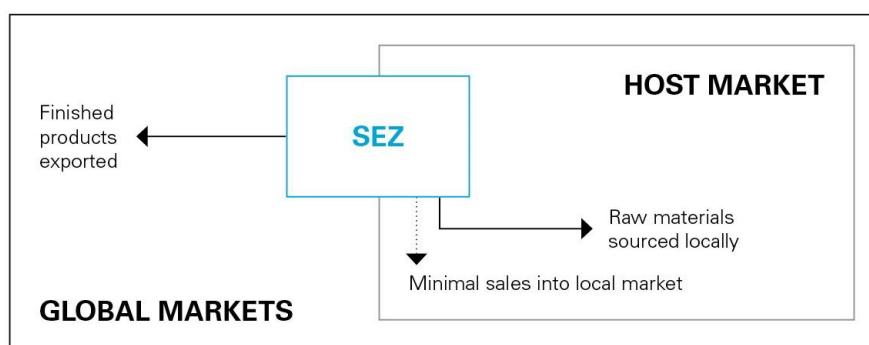 HOST MARKET
Finished
products
exported
SEZ
Raw materials
sourced locally
Minimal sales into local market
GLOBAL MARKETS